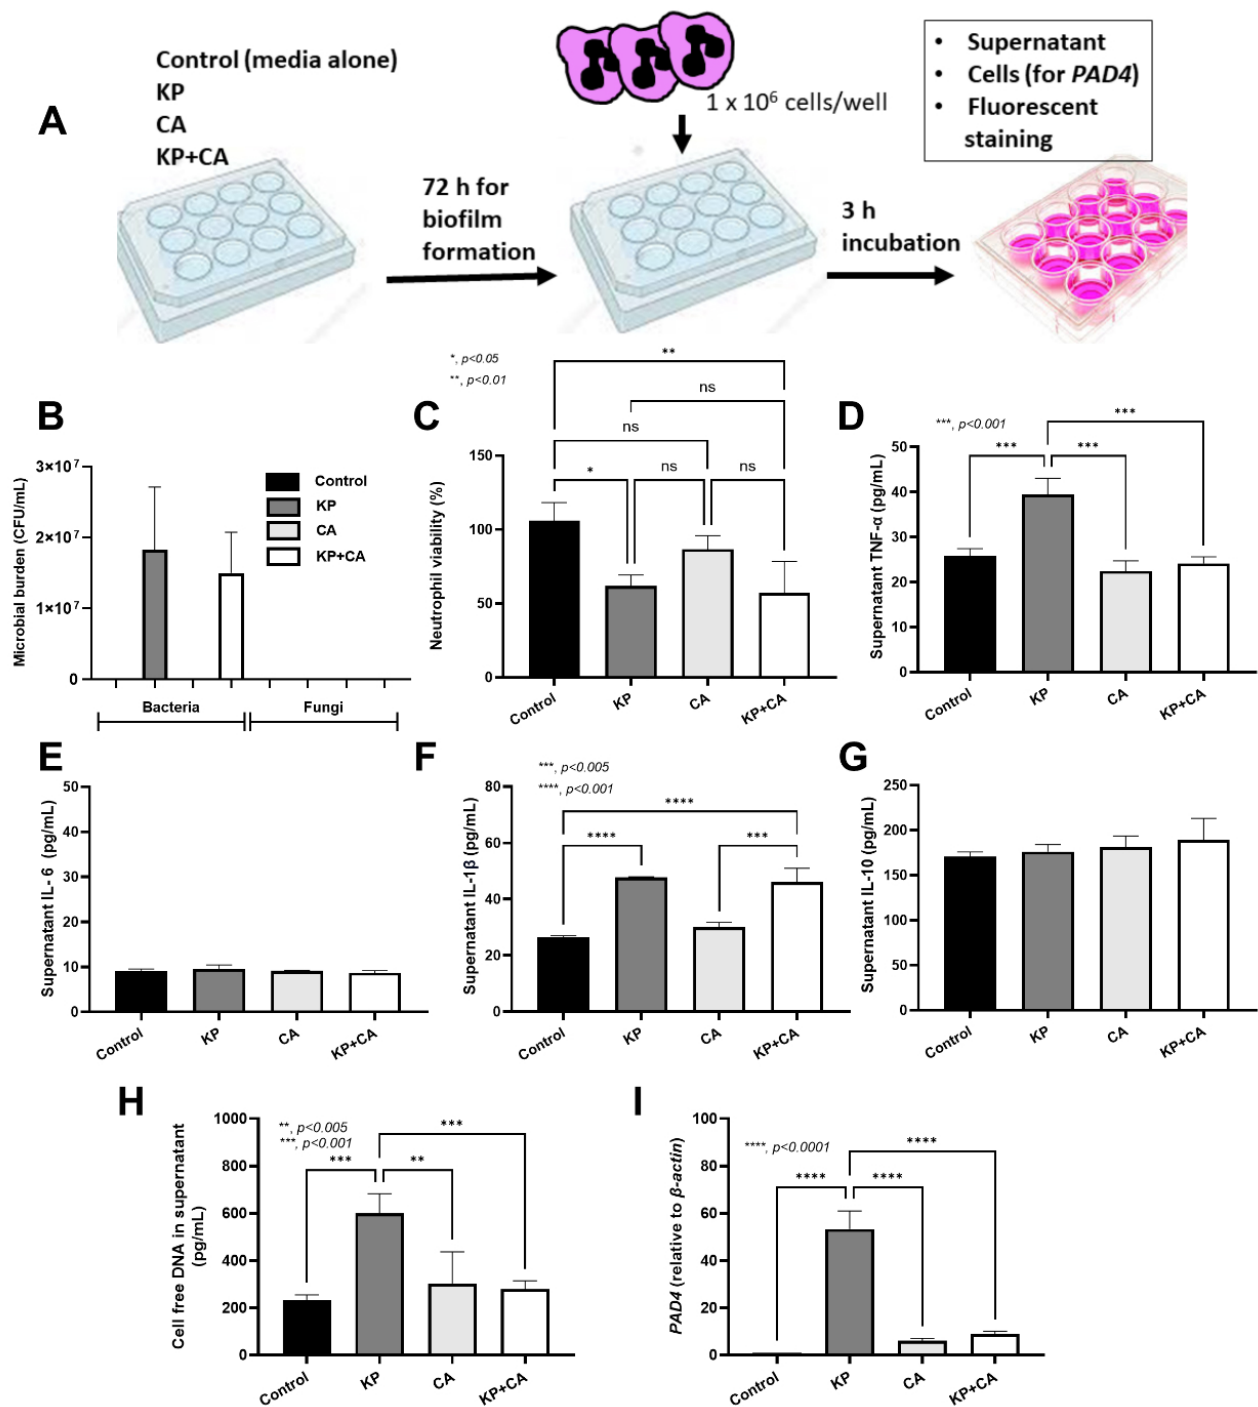 A
Control (media alone)
KP
CA
KP+CA
72 h for
biofilm
formation
1 x 10⁶ cells/well
3 h
incubation
• Supernatant
• Cells (for PAD4)
• Fluorescent
staining
B
Microbial burden (CFU/mL)
3×10⁷
2×10⁷
1×10⁷
0
Bacteria
Fungi
Control
KP
CA
KP+CA
C
*, p<0.05
**, p<0.01
**
ns
ns
*
ns
ns
Neutrophil viability (%)
150
100
50
0
Control
KP
CA
KP+CA
D
***, p<0.001
***
***
***
Supernatant TNF-α (pg/mL)
50
40
30
20
10
0
Control
KP
CA
KP+CA
E
Supernatant IL- 6 (pg/mL)
50
40
30
20
10
0
Control
KP
CA
KP+CA
F
***, p<0.005
****, p<0.001
****
****
***
Supernatant IL-1β (pg/mL)
80
60
40
20
0
Control
KP
CA
KP+CA
G
Supernatant IL-10 (pg/mL)
250
200
150
100
50
0
Control
KP
CA
KP+CA
H
**, p<0.005
***, p<0.001
***
***
**
Cell free DNA in supernatant
(pg/mL)
1000
800
600
400
200
0
Control
KP
CA
KP+CA
I
****, p<0.0001
****
****
****
PAD4 (relative to β-actin)
100
80
60
40
20
0
Control
KP
CA
KP+CA